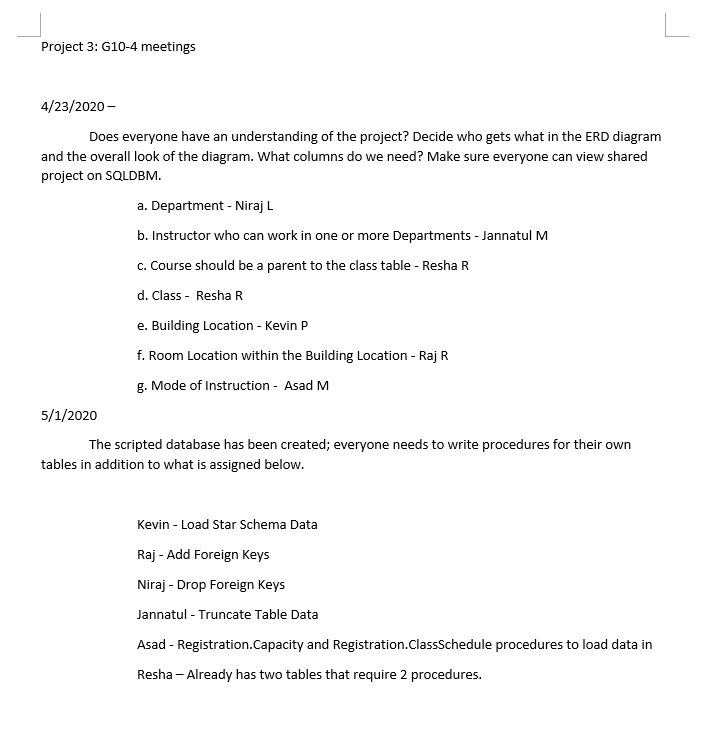 Project 3: G10-4 meetings
4/23/2020 –
Does everyone have an understanding of the project? Decide who gets what in the ERD diagram
and the overall look of the diagram. What columns do we need? Make sure everyone can view shared
project on SQLDBM.
a. Department - Niraj L
b. Instructor who can work in one or more Departments - Jannatul M
c. Course should be a parent to the class table - Resha R
d. Class -  Resha R
e. Building Location - Kevin P
f. Room Location within the Building Location - Raj R
g. Mode of Instruction -  Asad M
5/1/2020
The scripted database has been created; everyone needs to write procedures for their own
tables in addition to what is assigned below.
Kevin - Load Star Schema Data
Raj - Add Foreign Keys
Niraj - Drop Foreign Keys
Jannatul - Truncate Table Data
Asad - Registration.Capacity and Registration.ClassSchedule procedures to load data in
Resha – Already has two tables that require 2 procedures.